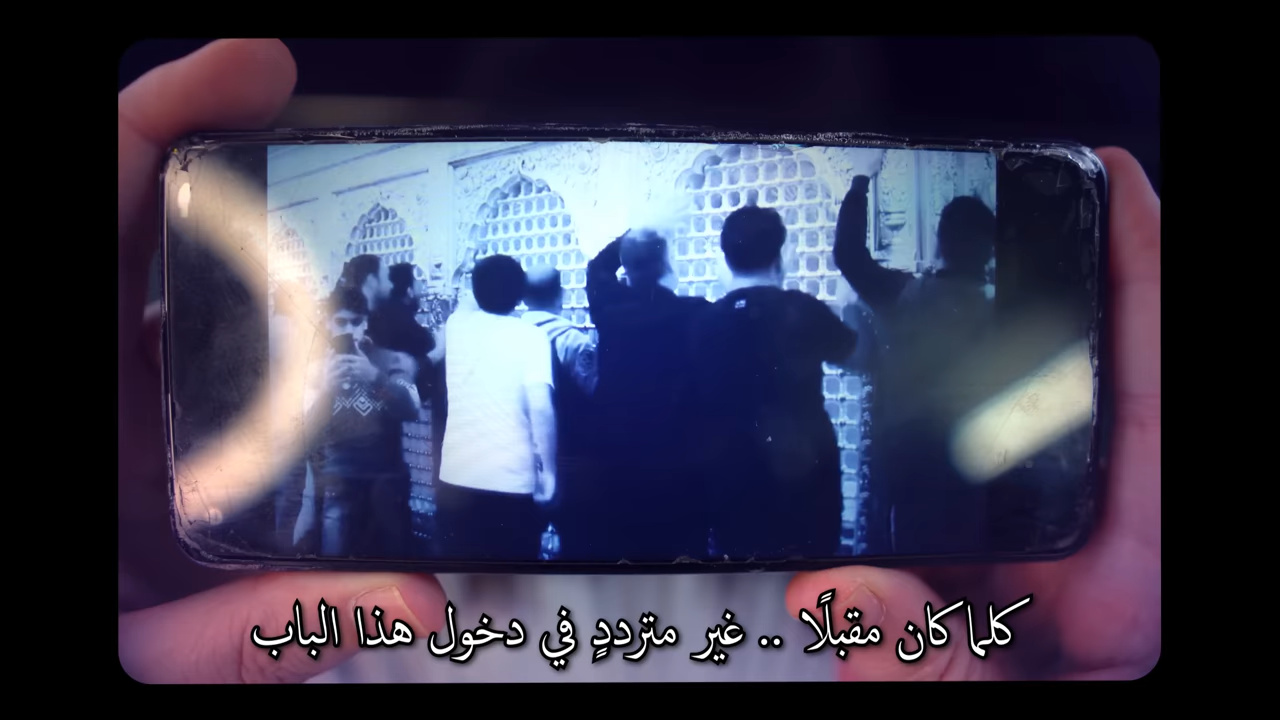 كلما كان مقبلًا .. غير مترددٍ في دخول هذا الباب